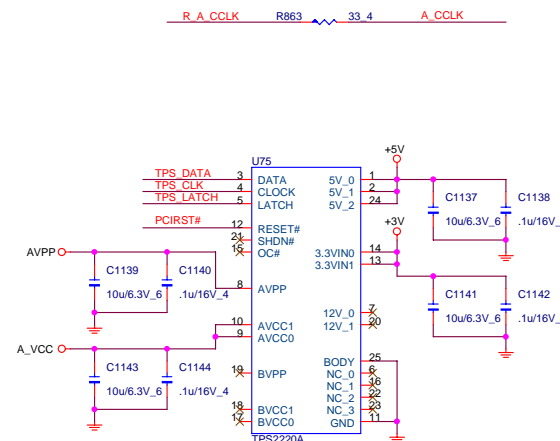 R_A_CCLK R863 33_4 A_CCLK
U75 +5V
TPS_DATA 3 DATA 5V_0 1
TPS_CLK 4 CLOCK 5V_1 2
TPS_LATCH 5 LATCH 5V_2 24
C1137 C1138
10u/6.3V_6 .1u/16V_
PCIRST# 12 RESET# +3V
21 SHDN#
15 OC# 3.3VIN0 14
AVPP 3.3VIN1 13
C1139 C1140
10u/6.3V_6 .1u/16V_4
8 AVPP
C1141 C1142
10u/6.3V_6 .1u/16V_
12V_0 7
10 AVCC1 12V_1 20
9 AVCC0
A_VCC
BODY 25
C1143 C1144
10u/6.3V_6 .1u/16V_4
19 BVPP NC_0 6
NC_1 16
NC_2 22
18 BVCC1 NC_3 23
17 BVCC0 GND 11
TPS2220A